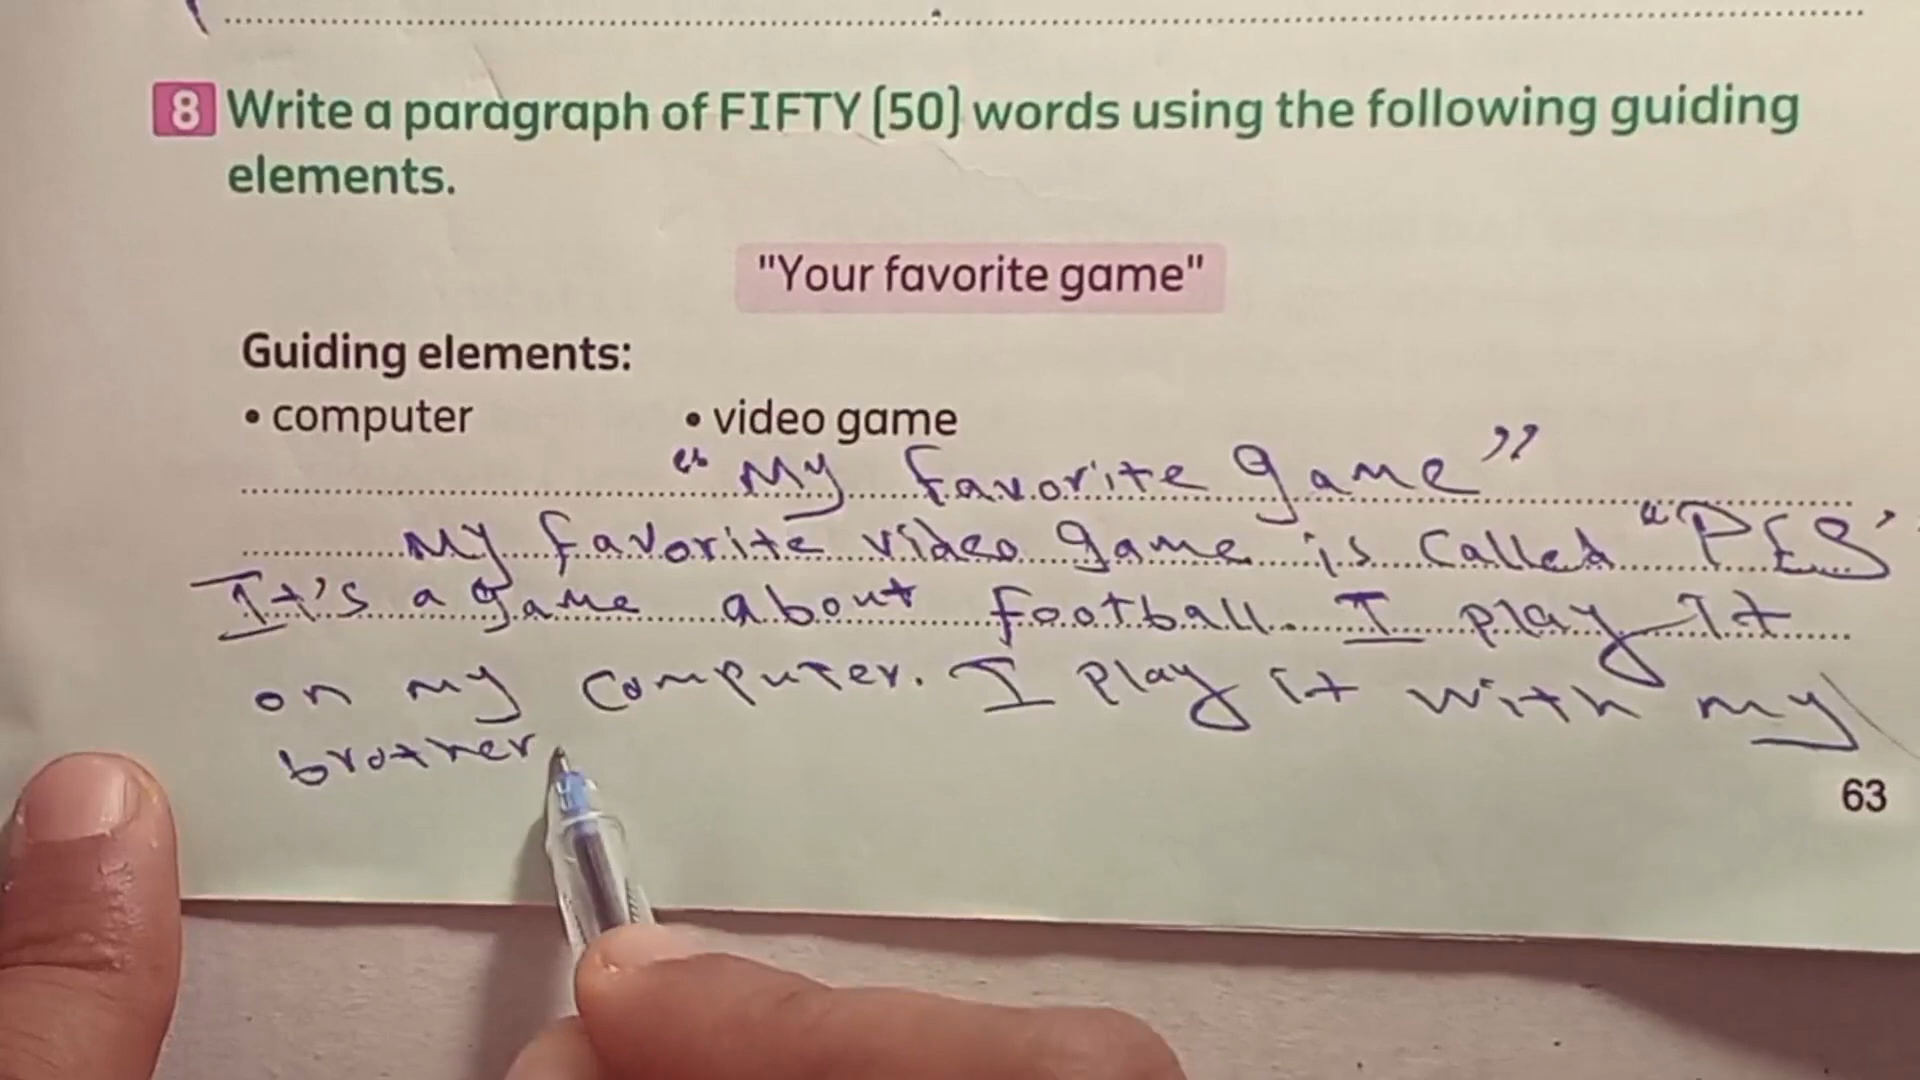 8 Write a paragraph of FIFTY (50) words using the following guiding
elements.
"Your favorite game"
Guiding elements:
• computer • video game
"My favorite game"
My favorite video game is called "PES"
It's a game about football. I play it
on my computer. I play it with my
brother
63